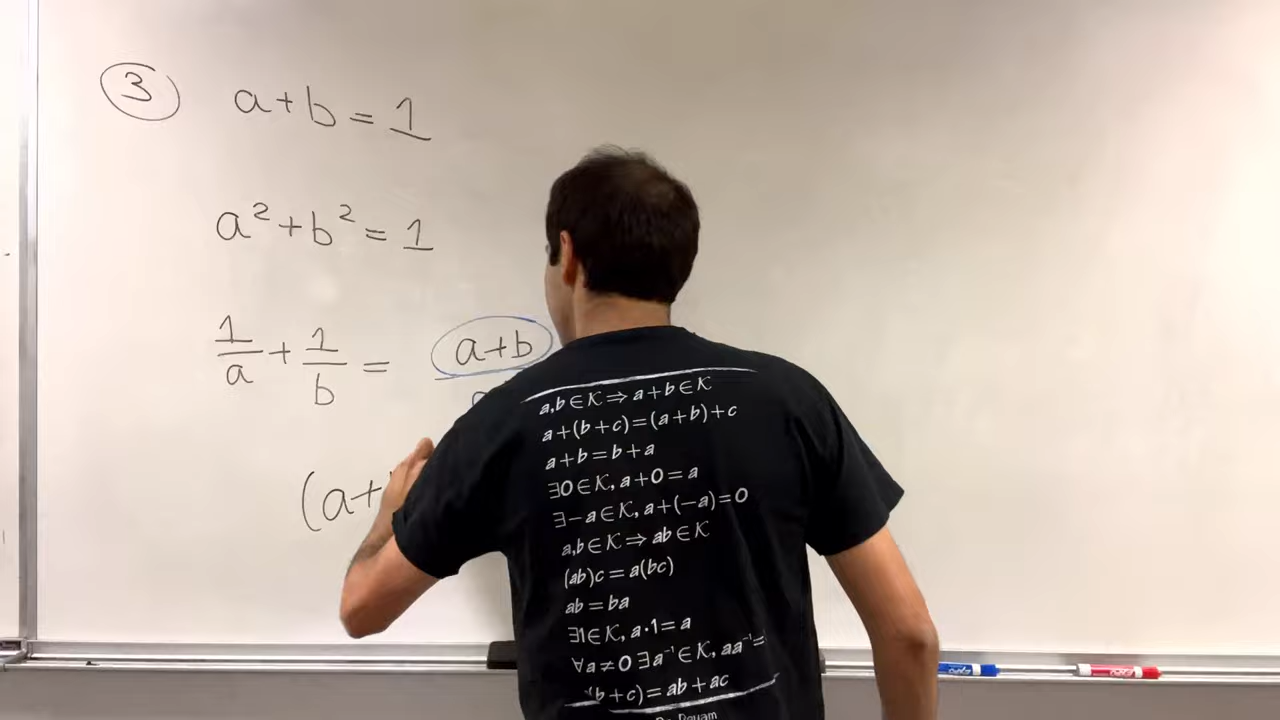 ③ a+b = 1
a² + b² = 1
1/a + 1/b = a+b
(a+
a,b ∈ K ⇒ a+b ∈ K
a+(b+c)=(a+b)+c
a+b=b+a
∃0 ∈ K, a+0=a
∃-a ∈ K, a+(-a)=0
a,b ∈ K ⇒ ab ∈ K
(ab)c=a(bc)
ab=ba
∃1 ∈ K, a·1=a
∀a≠0 ∃a⁻¹ ∈ K, aa⁻¹=
(b+c)=ab+ac